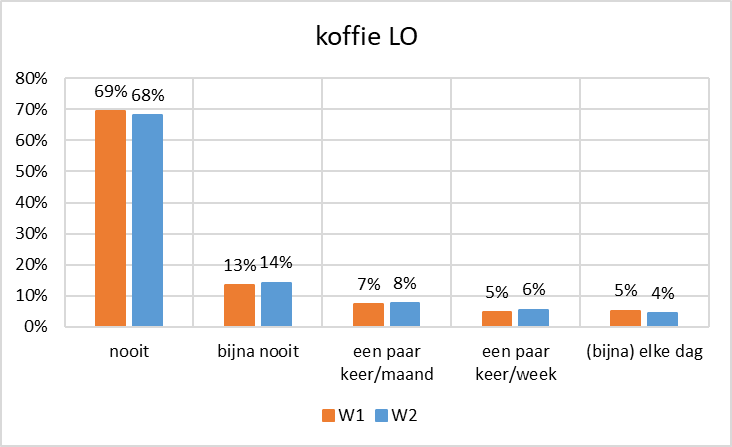 koffie LO
80%
70%
60%
50%
40%
30%
20%
10%
0%
69% 68%
13% 14%
7% 8%
5% 6%
5% 4%
nooit
bijna nooit
een paar
keer/maand
een paar
keer/week
(bijna) elke dag
W1 W2